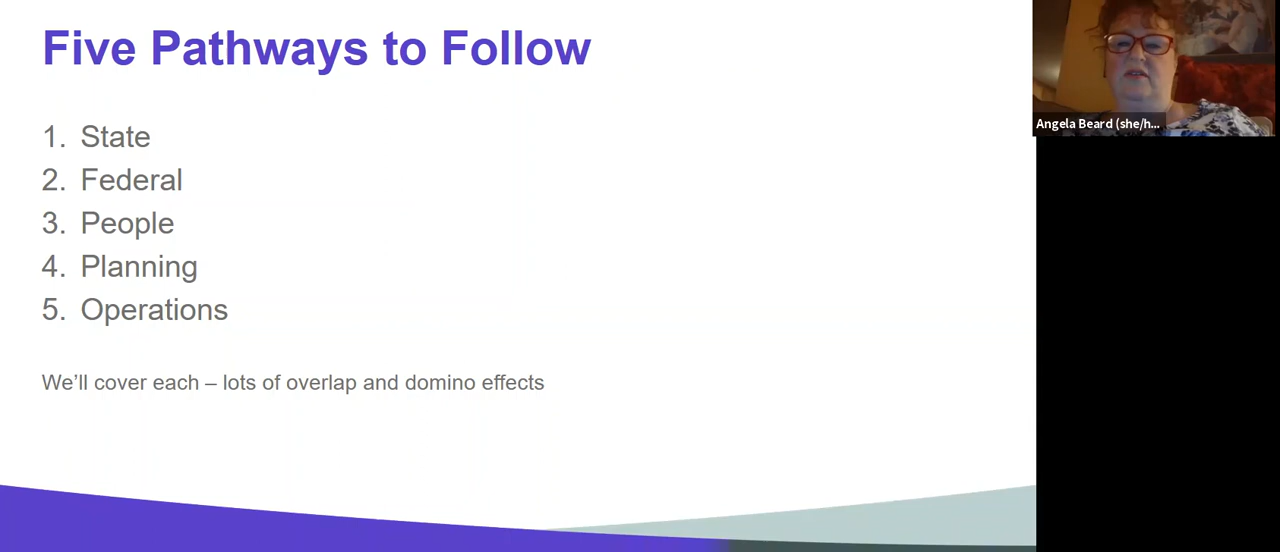 Five Pathways to Follow
1. State
2. Federal
3. People
4. Planning
5. Operations
We'll cover each – lots of overlap and domino effects
Angela Beard (she/h...